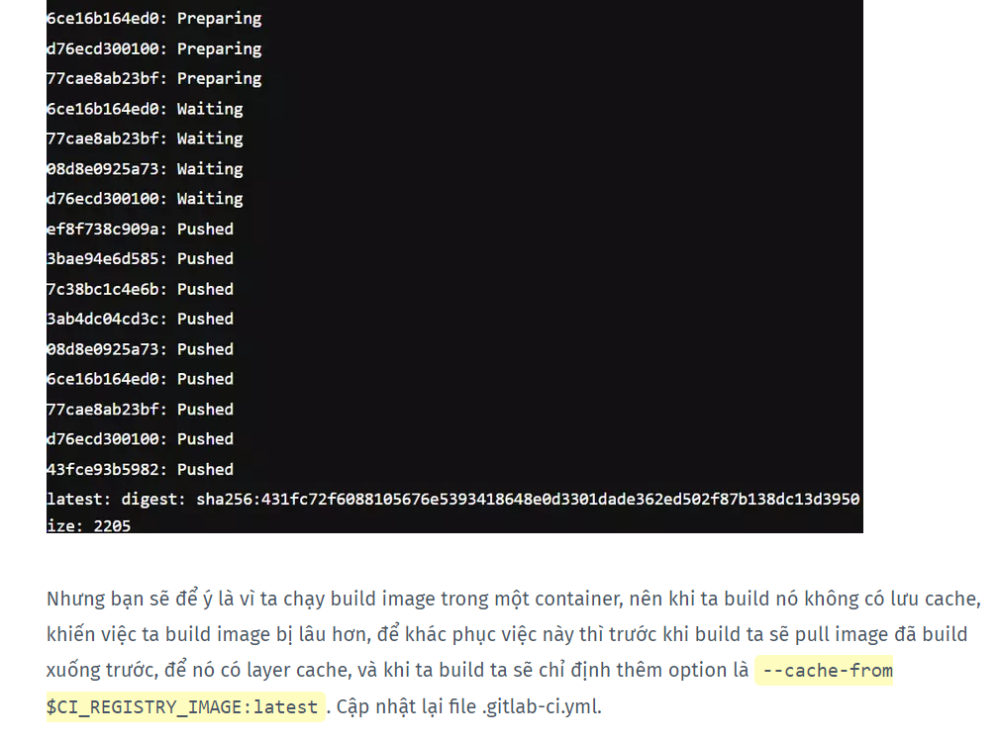 6ce16b164ed0: Preparing
d76ecd300100: Preparing
77cae8ab23bf: Preparing
6ce16b164ed0: Waiting
77cae8ab23bf: Waiting
08d8e0925a73: Waiting
d76ecd300100: Waiting
ef8f738c909a: Pushed
3bae94e6d585: Pushed
7c38bc1c4e6b: Pushed
3ab4dc04cd3c: Pushed
08d8e0925a73: Pushed
6ce16b164ed0: Pushed
77cae8ab23bf: Pushed
d76ecd300100: Pushed
43fce93b5982: Pushed
latest: digest: sha256:431fc72f6088105676e5393418648e0d3301dade362ed502f87b138dc13d3950
ize: 2205
Nhưng bạn sẽ để ý là vì ta chạy build image trong một container, nên khi ta build nó không có lưu cache,
khiến việc ta build image bị lâu hơn, để khác phục việc này thì trước khi build ta sẽ pull image đã build
xuống trước, để nó có layer cache, và khi ta build ta sẽ chỉ định thêm option là --cache-from
$CI_REGISTRY_IMAGE:latest . Cập nhật lại file .gitlab-ci.yml.